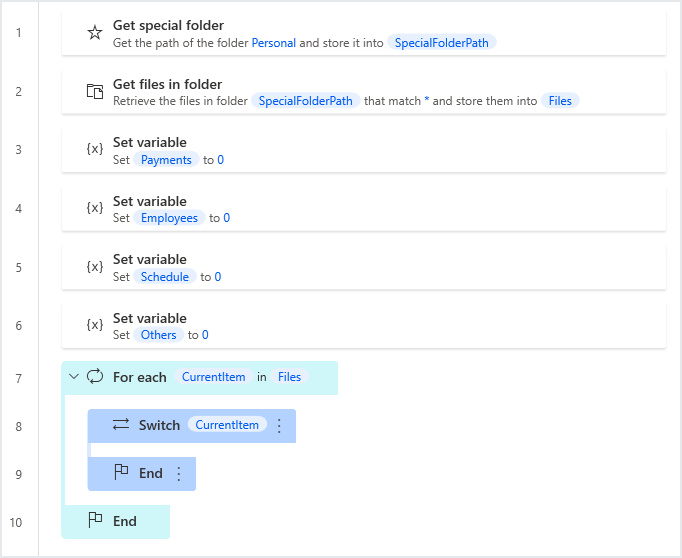 1
Get special folder
Get the path of the folder Personal and store it into SpecialFolderPath
2
Get files in folder
Retrieve the files in folder SpecialFolderPath that match * and store them into Files
3
{x} Set variable
Set Payments to 0
4
{x} Set variable
Set Employees to 0
5
{x} Set variable
Set Schedule to 0
6
{x} Set variable
Set Others to 0
7 For each CurrentItem in Files
8 Switch CurrentItem
9 End
10 End